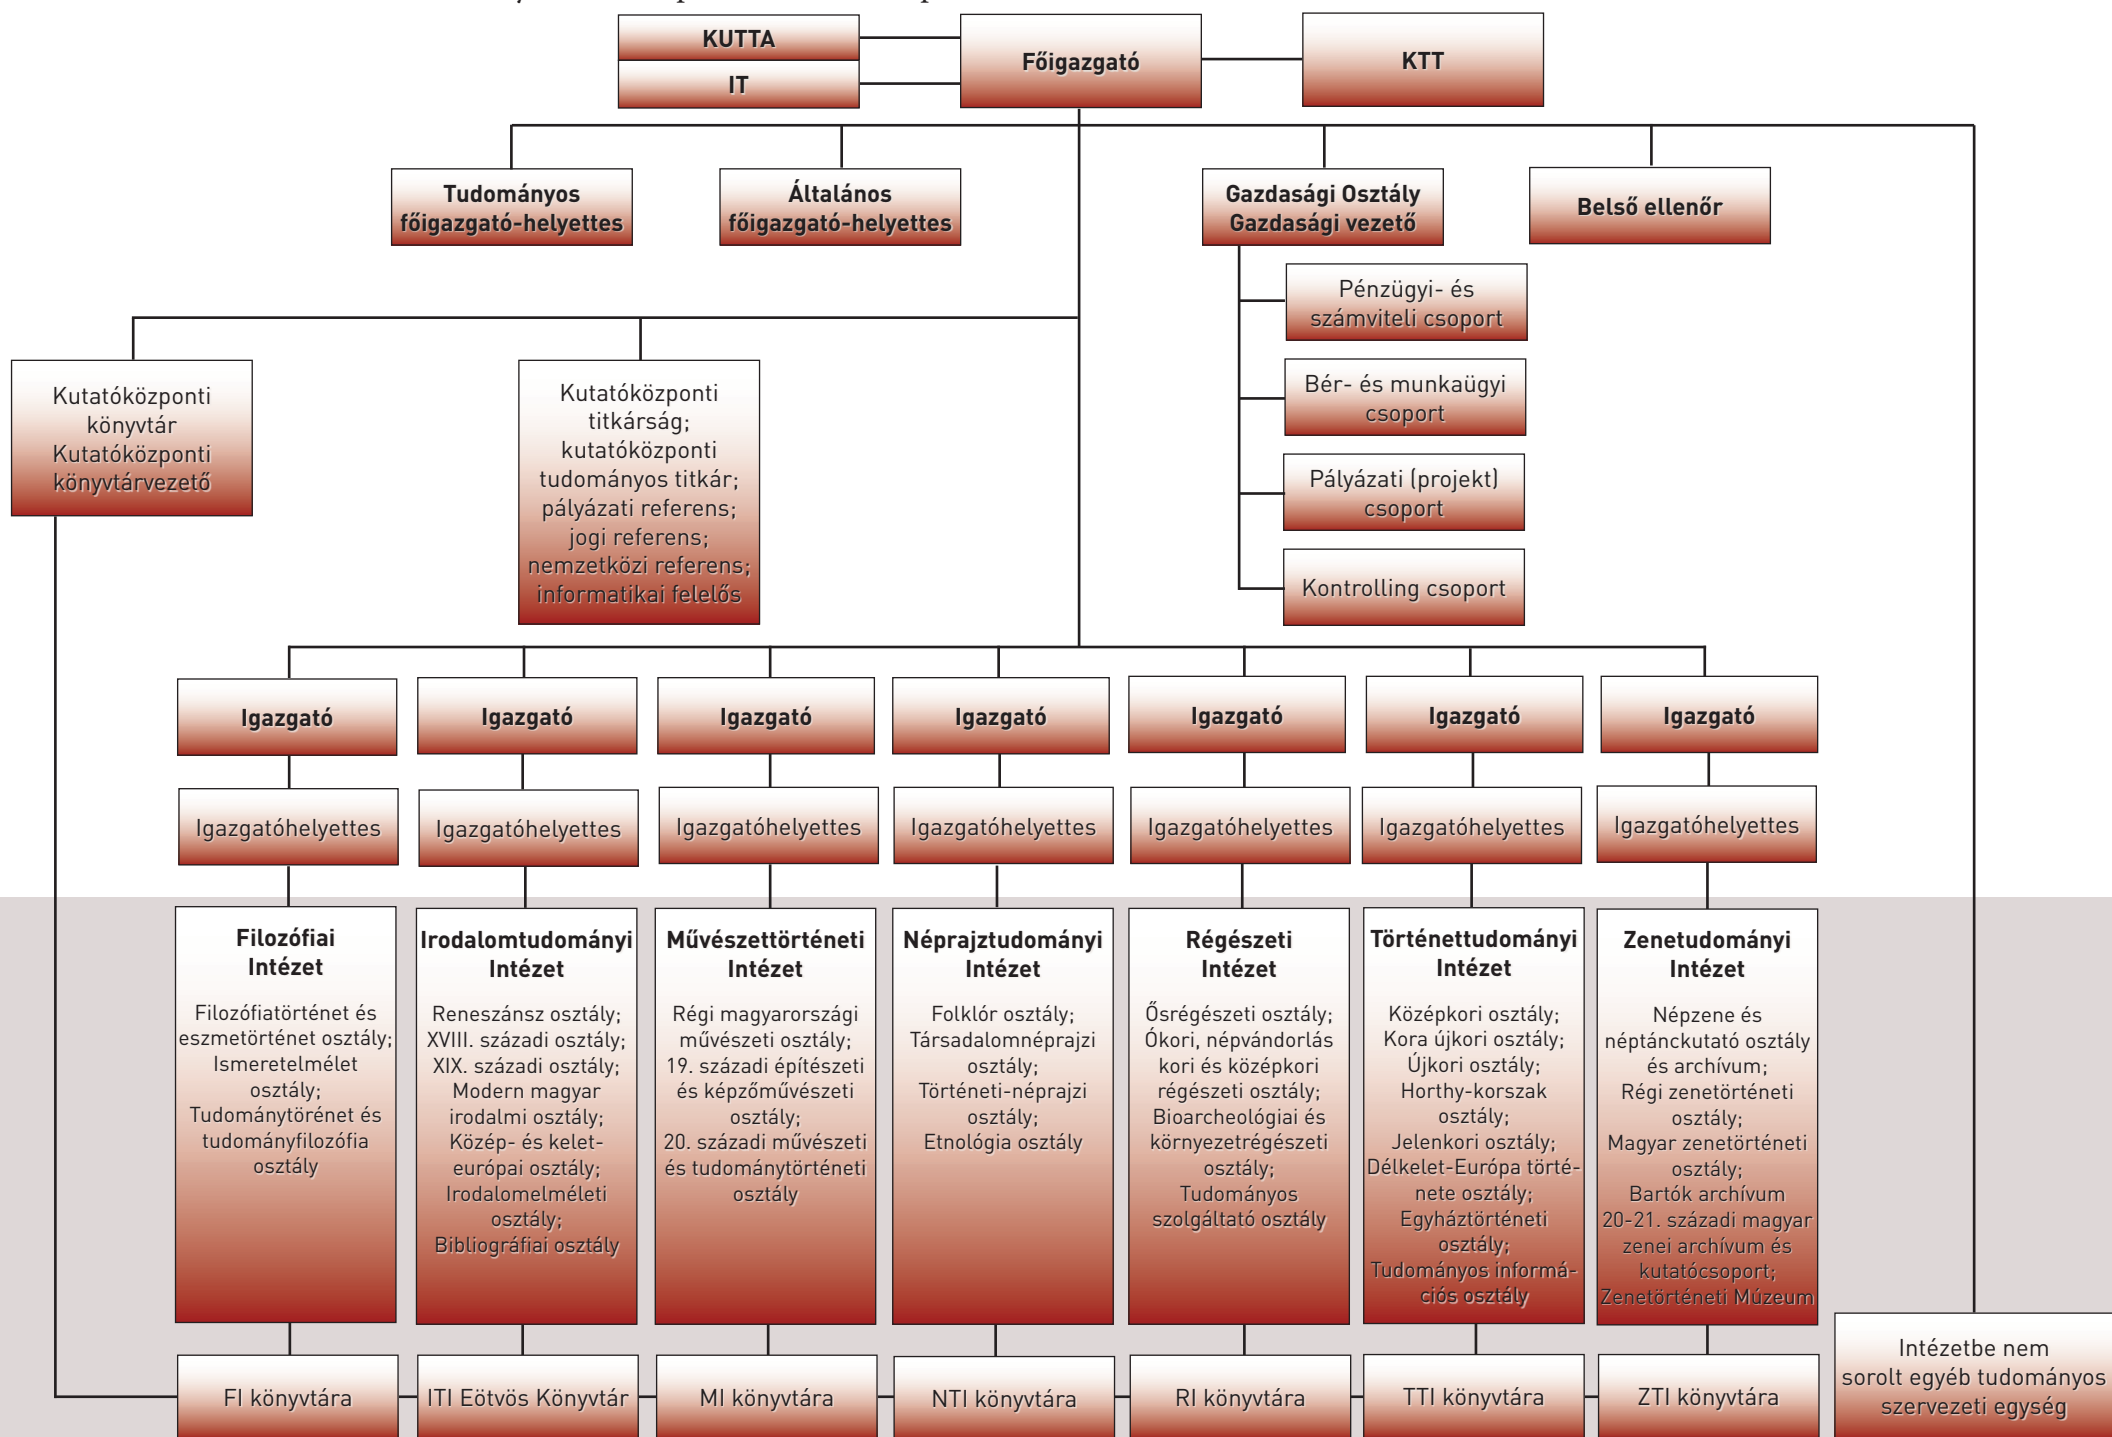 KUTTA
IT
Főigazgató
KTT
Tudományos
főigazgató-helyettes
Általános
főigazgató-helyettes
Gazdasági Osztály
Gazdasági vezető
Belső ellenőr
Pénzügyi- és
számviteli csoport
Bér- és munkaügyi
csoport
Pályázati (projekt)
csoport
Kontrolling csoport
Kutatóközponti
könyvtár
Kutatóközponti
könyvtárvezető
Kutatóközponti
titkárság;
kutatóközponti
tudományos titkár;
pályázati referens;
jogi referens;
nemzetközi referens;
informatikai felelős
Igazgató
Igazgató
Igazgató
Igazgató
Igazgató
Igazgató
Igazgató
Igazgatóhelyettes
Igazgatóhelyettes
Igazgatóhelyettes
Igazgatóhelyettes
Igazgatóhelyettes
Igazgatóhelyettes
Igazgatóhelyettes
Filozófiai
Intézet
Filozófiatörténet és
eszmetörténet osztály;
Ismeretelmélet
osztály;
Tudománytörénet és
tudományfilozófia
osztály
Irodalomtudományi
Intézet
Reneszánsz osztály;
XVIII. századi osztály;
XIX. századi osztály;
Modern magyar
irodalmi osztály;
Közép- és kelet-
európai osztály;
Irodalomelméleti
osztály;
Bibliográfiai osztály
Művészettörténeti
Intézet
Régi magyarországi
művészeti osztály;
19. századi építészeti
és képzőművészeti
osztály;
20. századi művészeti
és tudománytörténeti
osztály
Néprajztudományi
Intézet
Folklór osztály;
Társadalomnéprajzi
osztály;
Történeti-néprajzi
osztály;
Etnológia osztály
Régészeti
Intézet
Ősrégészeti osztály;
Ókori, népvándorlás
kori és középkori
régészeti osztály;
Bioarcheológiai és
környezetrégészeti
osztály;
Tudományos
szolgáltató osztály
Történettudományi
Intézet
Középkori osztály;
Kora újkori osztály;
Újkori osztály;
Horthy-korszak
osztály;
Jelenkori osztály;
Délkelet-Európa törté-
nete osztály;
Egyháztörténeti
osztály;
Tudományos informá-
ciós osztály
Zenetudományi
Intézet
Népzene és
néptánckutató osztály
és archívum;
Régi zenetörténeti
osztály;
Magyar zenetörténeti
osztály;
Bartók archívum
20-21. századi magyar
zenei archívum és
kutatócsoport;
Zenetörténeti Múzeum
FI könyvtára
ITI Eötvös Könyvtár
MI könyvtára
NTI könyvtára
RI könyvtára
TTI könyvtára
ZTI könyvtára
Intézetbe nem
sorolt egyéb tudományos
szervezeti egység